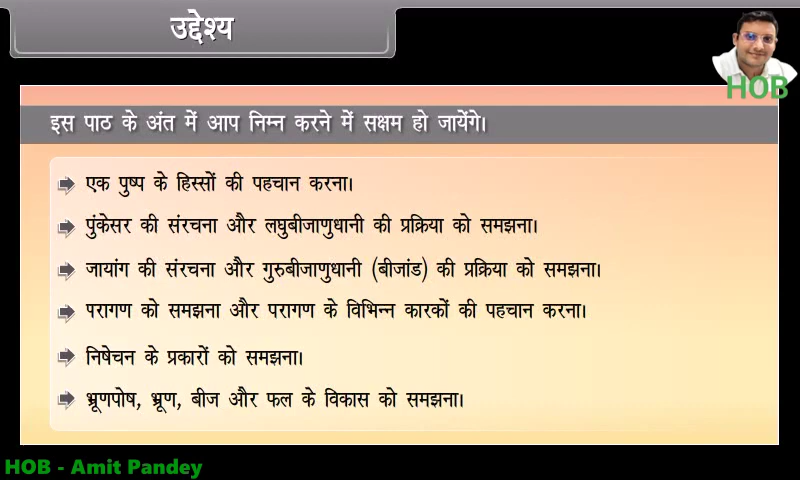 उद्देश्य
HOB
इस पाठ के अंत में आप निम्न करने में सक्षम हो जायेंगे।
एक पुष्प के हिस्सों की पहचान करना।
पुंकेसर की संरचना और लघुबीजाणुधानी की प्रक्रिया को समझना।
जायांग की संरचना और गुरुबीजाणुधानी (बीजांड) की प्रक्रिया को समझना।
परागण को समझना और परागण के विभिन्न कारकों की पहचान करना।
निषेचन के प्रकारों को समझना।
भ्रूणपोष, भ्रूण, बीज और फल के विकास को समझना।
HOB - Amit Pandey